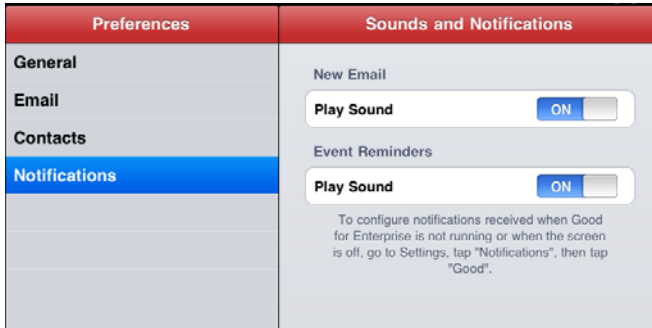 Preferences
General
Email
Contacts
Notifications
Sounds and Notifications
New Email
Play Sound ON
Event Reminders
Play Sound ON
To configure notifications received when Good
for Enterprise is not running or when the screen
is off, go to Settings, tap "Notifications", then tap
"Good".